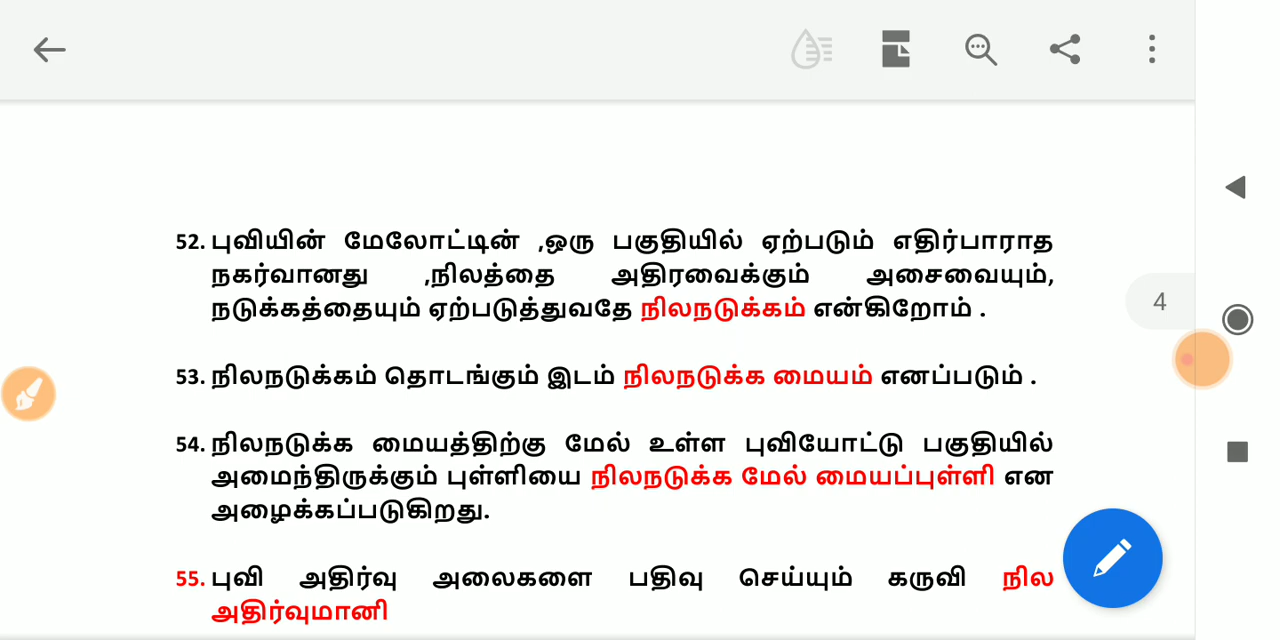 52. புவியின் மேலோட்டின் ,ஒரு பகுதியில் ஏற்படும் எதிர்பாராத
நகர்வானது ,நிலத்தை அதிரவைக்கும் அசைவையும்,
நடுக்கத்தையும் ஏற்படுத்துவதே நிலநடுக்கம் என்கிறோம் .
4
53. நிலநடுக்கம் தொடங்கும் இடம் நிலநடுக்க மையம் எனப்படும் .
54. நிலநடுக்க மையத்திற்கு மேல் உள்ள புவியோட்டு பகுதியில்
அமைந்திருக்கும் புள்ளியை நிலநடுக்க மேல் மையப்புள்ளி என
அழைக்கப்படுகிறது.
55. புவி அதிர்வு அலைகளை பதிவு செய்யும் கருவி நில
அதிர்வுமானி